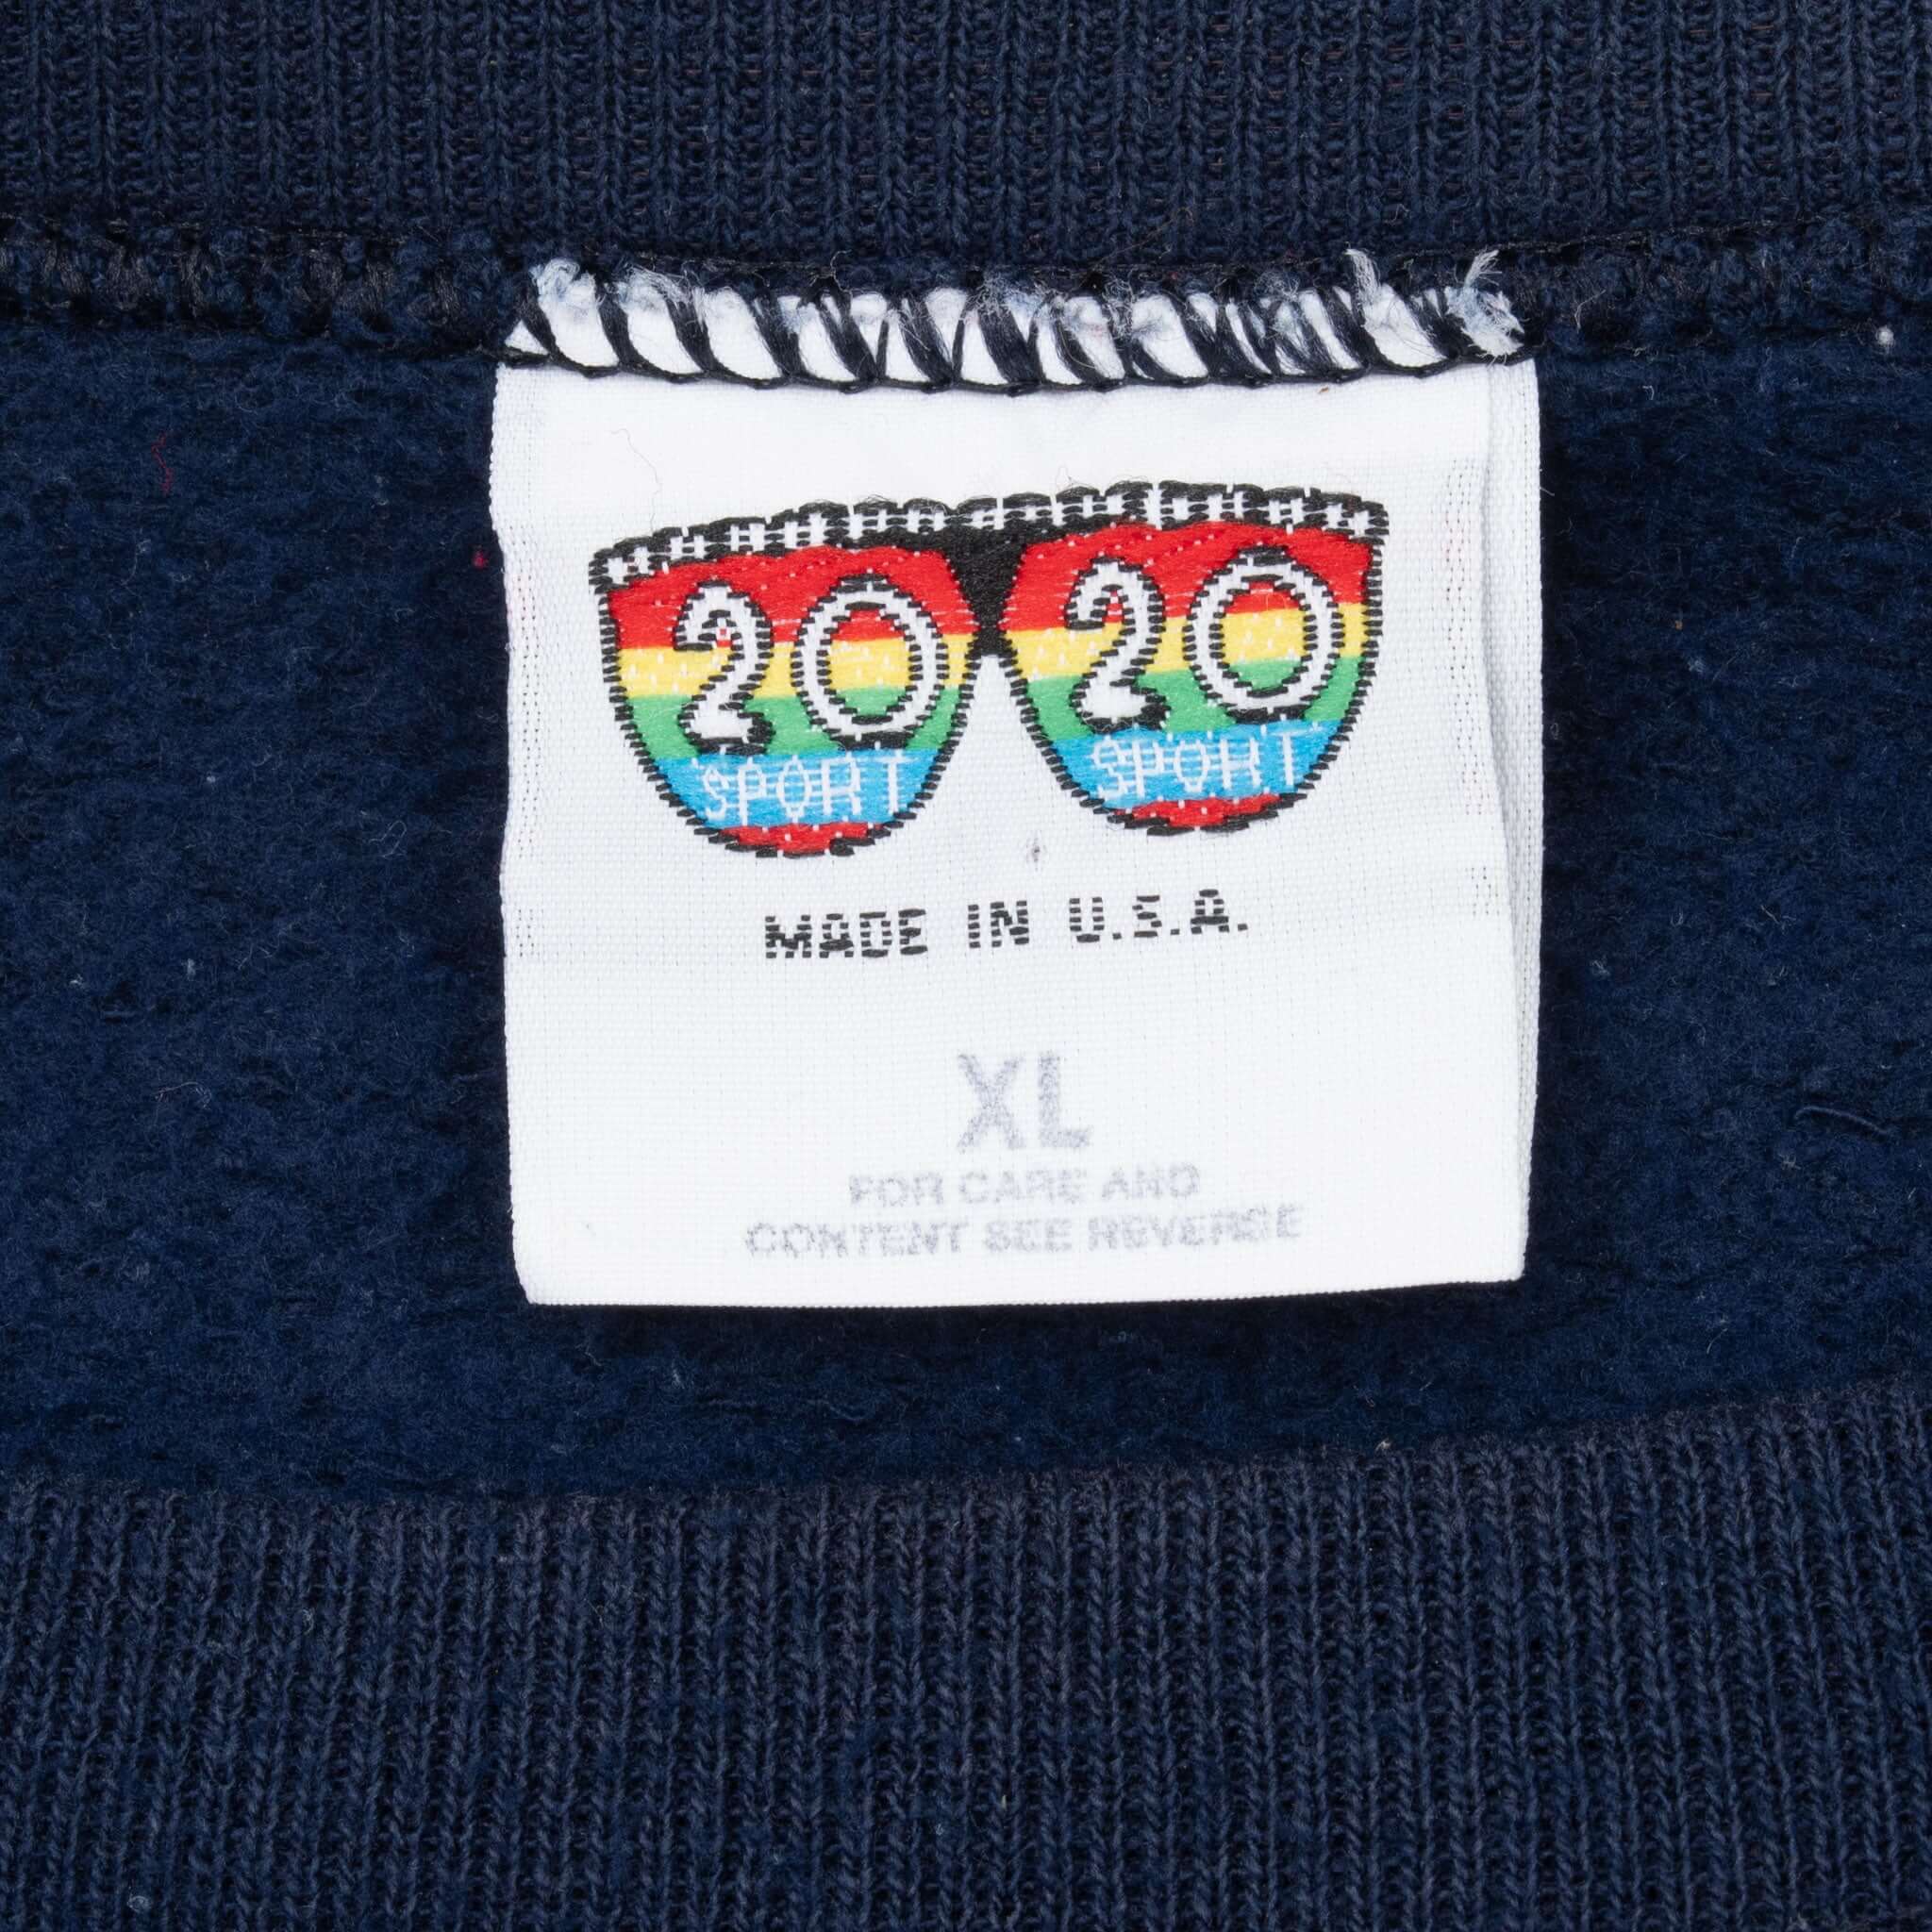 20 20
SPORT SPORT
MADE IN U.S.A.
XL
FOR CARE AND
CONTENT SEE REVERSE